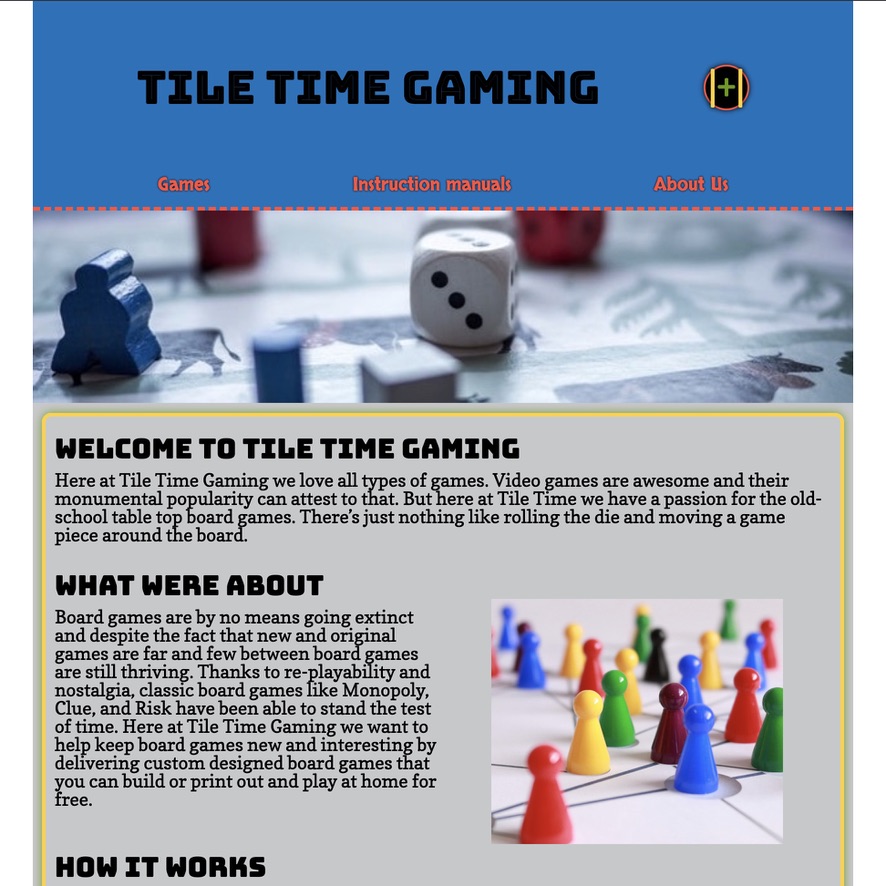 TILE TIME GAMING
Games
Instruction manuals
About Us
WELCOME TO TILE TIME GAMING
Here at Tile Time Gaming we love all types of games. Video games are awesome and their
monumental popularity can attest to that. But here at Tile Time we have a passion for the old-
school table top board games. There’s just nothing like rolling the die and moving a game
piece around the board.
WHAT WERE ABOUT
Board games are by no means going extinct
and despite the fact that new and original
games are far and few between board games
are still thriving. Thanks to re-playability and
nostalgia, classic board games like Monopoly,
Clue, and Risk have been able to stand the test
of time. Here at Tile Time Gaming we want to
help keep board games new and interesting by
delivering custom designed board games that
you can build or print out and play at home for
free.
HOW IT WORKS